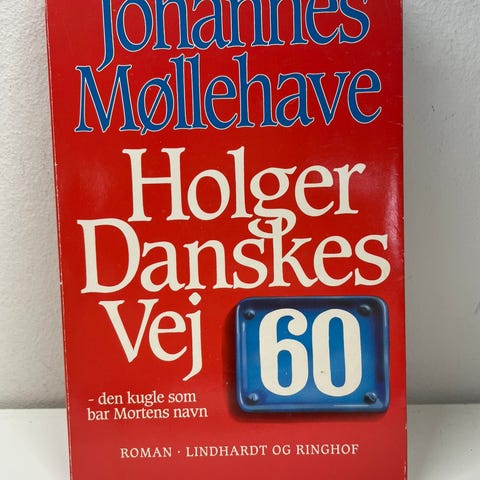 Johannes
Møllehave
Holger
Danskes
Vej 60
- den kugle som
bar Mortens navn
ROMAN · LINDHARDT OG RINGHOF